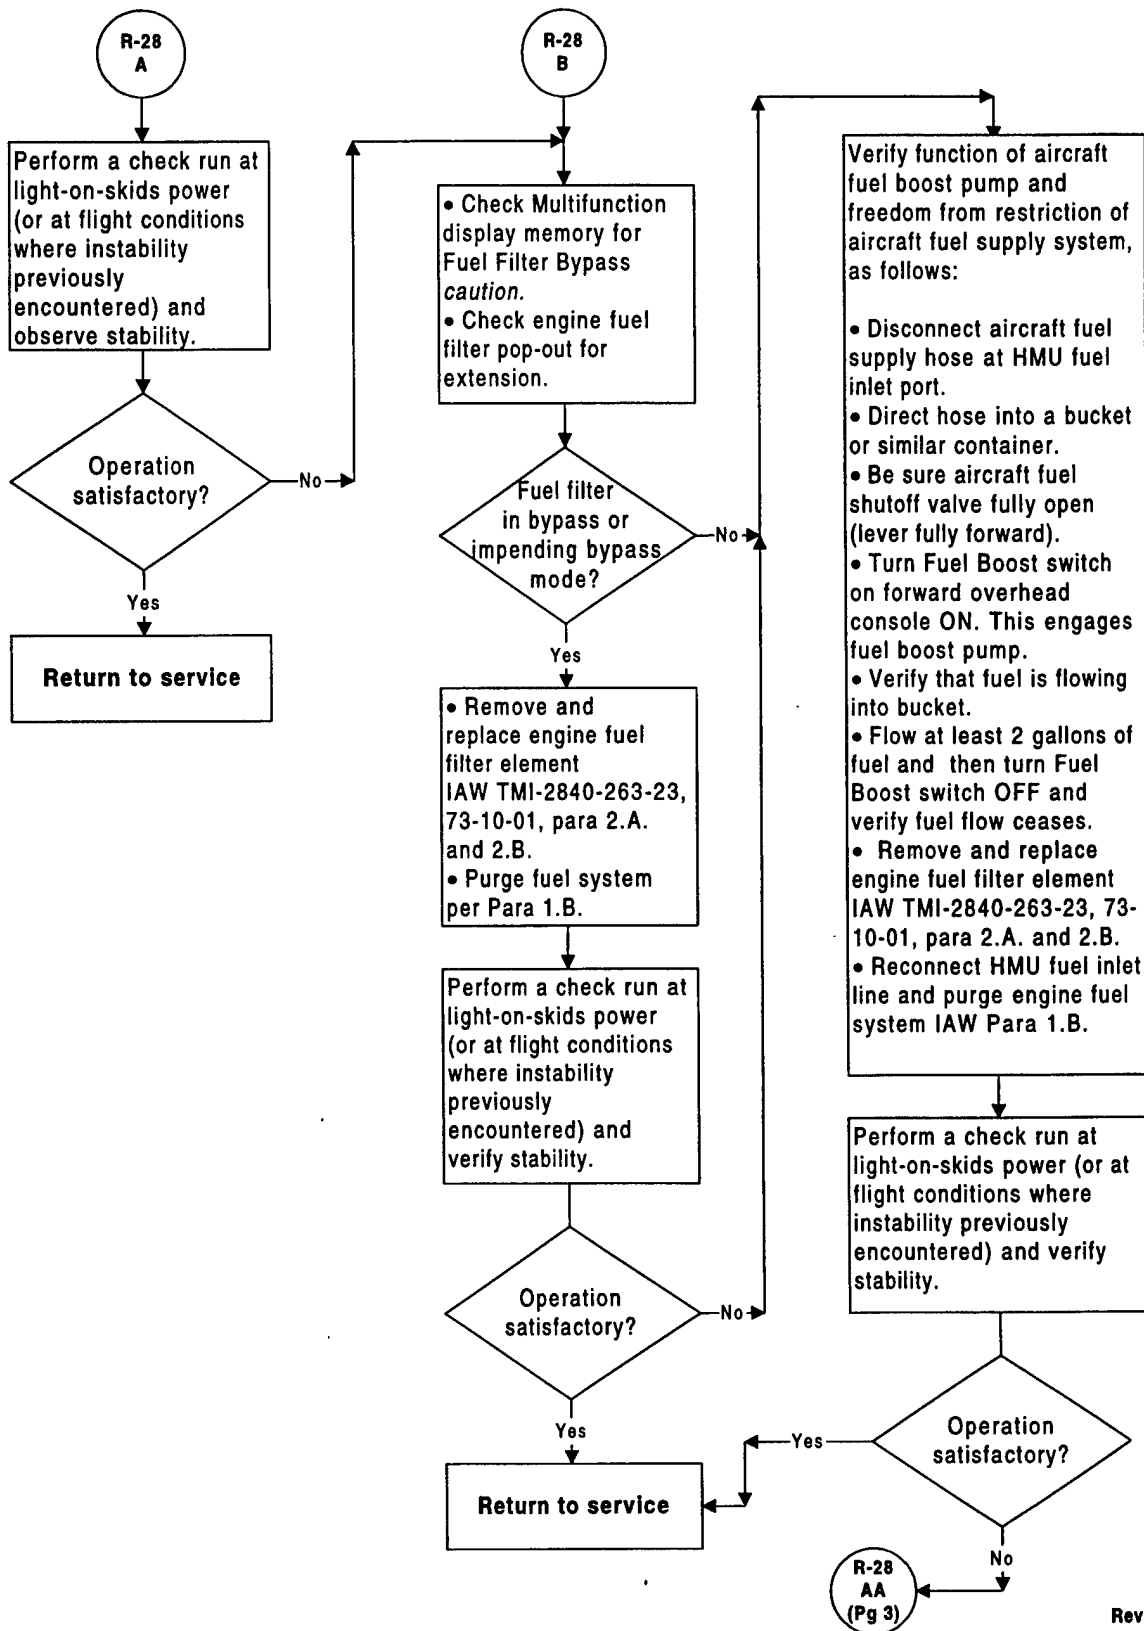 R-28
A
Perform a check run at
light-on-skids power
(or at flight conditions
where instability
previously
encountered) and
observe stability.
Operation
satisfactory?
No
Yes
Return to service
R-28
B
• Check Multifunction
display memory for
Fuel Filter Bypass
caution.
• Check engine fuel
filter pop-out for
extension.
Fuel filter
in bypass or
impending bypass
mode?
No
Yes
• Remove and
replace engine fuel
filter element
IAW TMI-2840-263-23,
73-10-01, para 2.A.
and 2.B.
• Purge fuel system
per Para 1.B.
Perform a check run at
light-on-skids power
(or at flight conditions
where instability
previously
encountered) and
verify stability.
Operation
satisfactory?
No
Yes
Return to service
Verify function of aircraft
fuel boost pump and
freedom from restriction of
aircraft fuel supply system,
as follows:
• Disconnect aircraft fuel
supply hose at HMU fuel
inlet port.
• Direct hose into a bucket
or similar container.
• Be sure aircraft fuel
shutoff valve fully open
(lever fully forward).
• Turn Fuel Boost switch
on forward overhead
console ON. This engages
fuel boost pump.
• Verify that fuel is flowing
into bucket.
• Flow at least 2 gallons of
fuel and then turn Fuel
Boost switch OFF and
verify fuel flow ceases.
• Remove and replace
engine fuel filter element
IAW TMI-2840-263-23, 73-
10-01, para 2.A. and 2.B.
• Reconnect HMU fuel inlet
line and purge engine fuel
system IAW Para 1.B.
Perform a check run at
light-on-skids power (or at
flight conditions where
instability previously
encountered) and verify
stability.
Operation
satisfactory?
Yes
No
R-28
AA
(Pg 3)
Rev